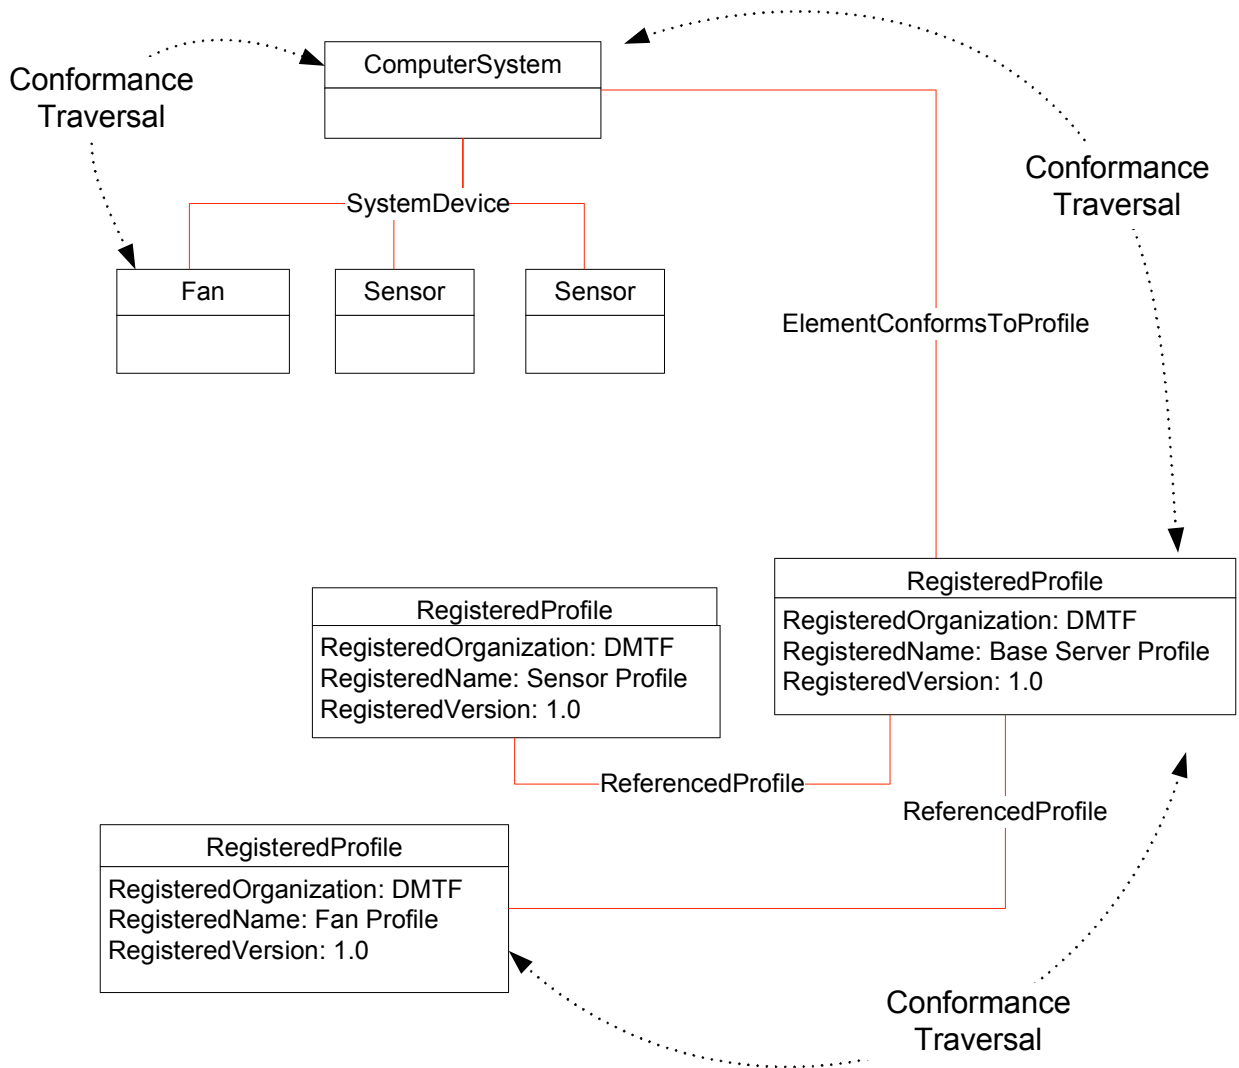 ComputerSystem
Conformance
Traversal
Conformance
Traversal
SystemDevice
Fan
Sensor
Sensor
ElementConformsToProfile
RegisteredProfile
RegisteredOrganization: DMTF
RegisteredName: Base Server Profile
RegisteredVersion: 1.0
RegisteredProfile
RegisteredOrganization: DMTF
RegisteredName: Sensor Profile
RegisteredVersion: 1.0
ReferencedProfile
ReferencedProfile
RegisteredProfile
RegisteredOrganization: DMTF
RegisteredName: Fan Profile
RegisteredVersion: 1.0
Conformance
Traversal